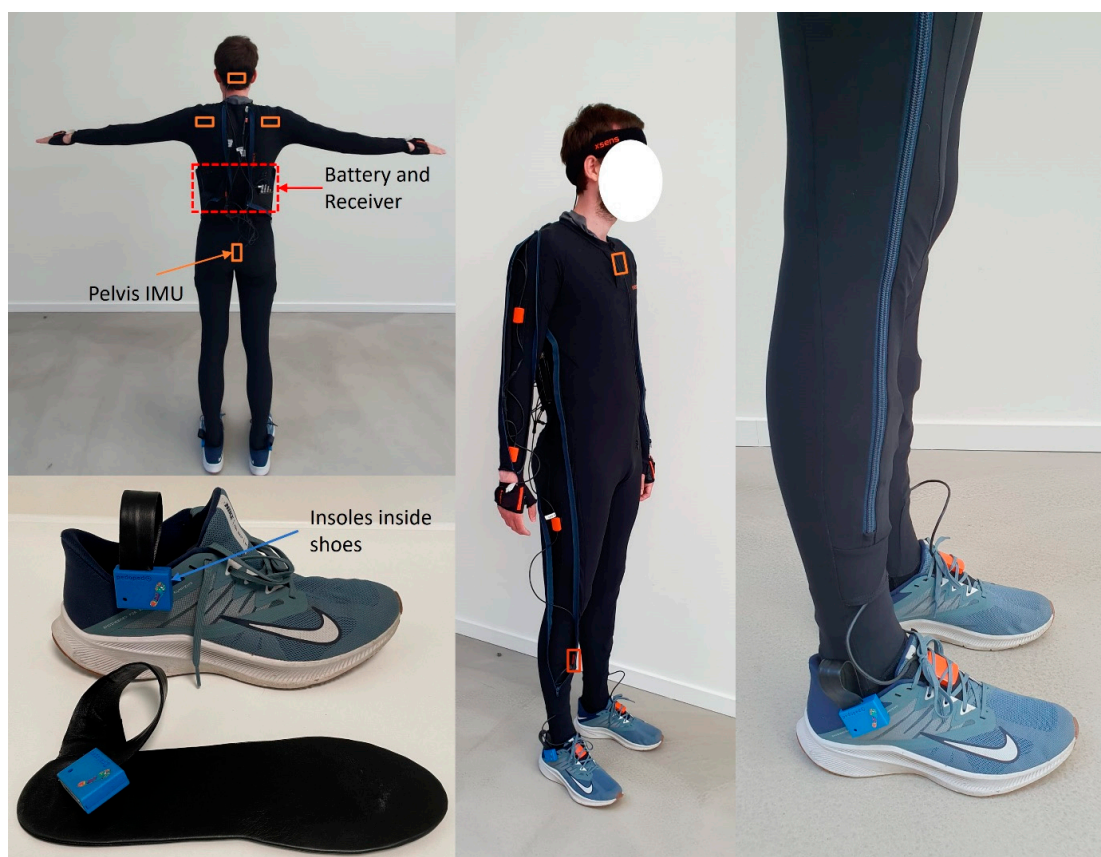 Battery and
Receiver
Pelvis IMU
Insoles inside
shoes
xsens